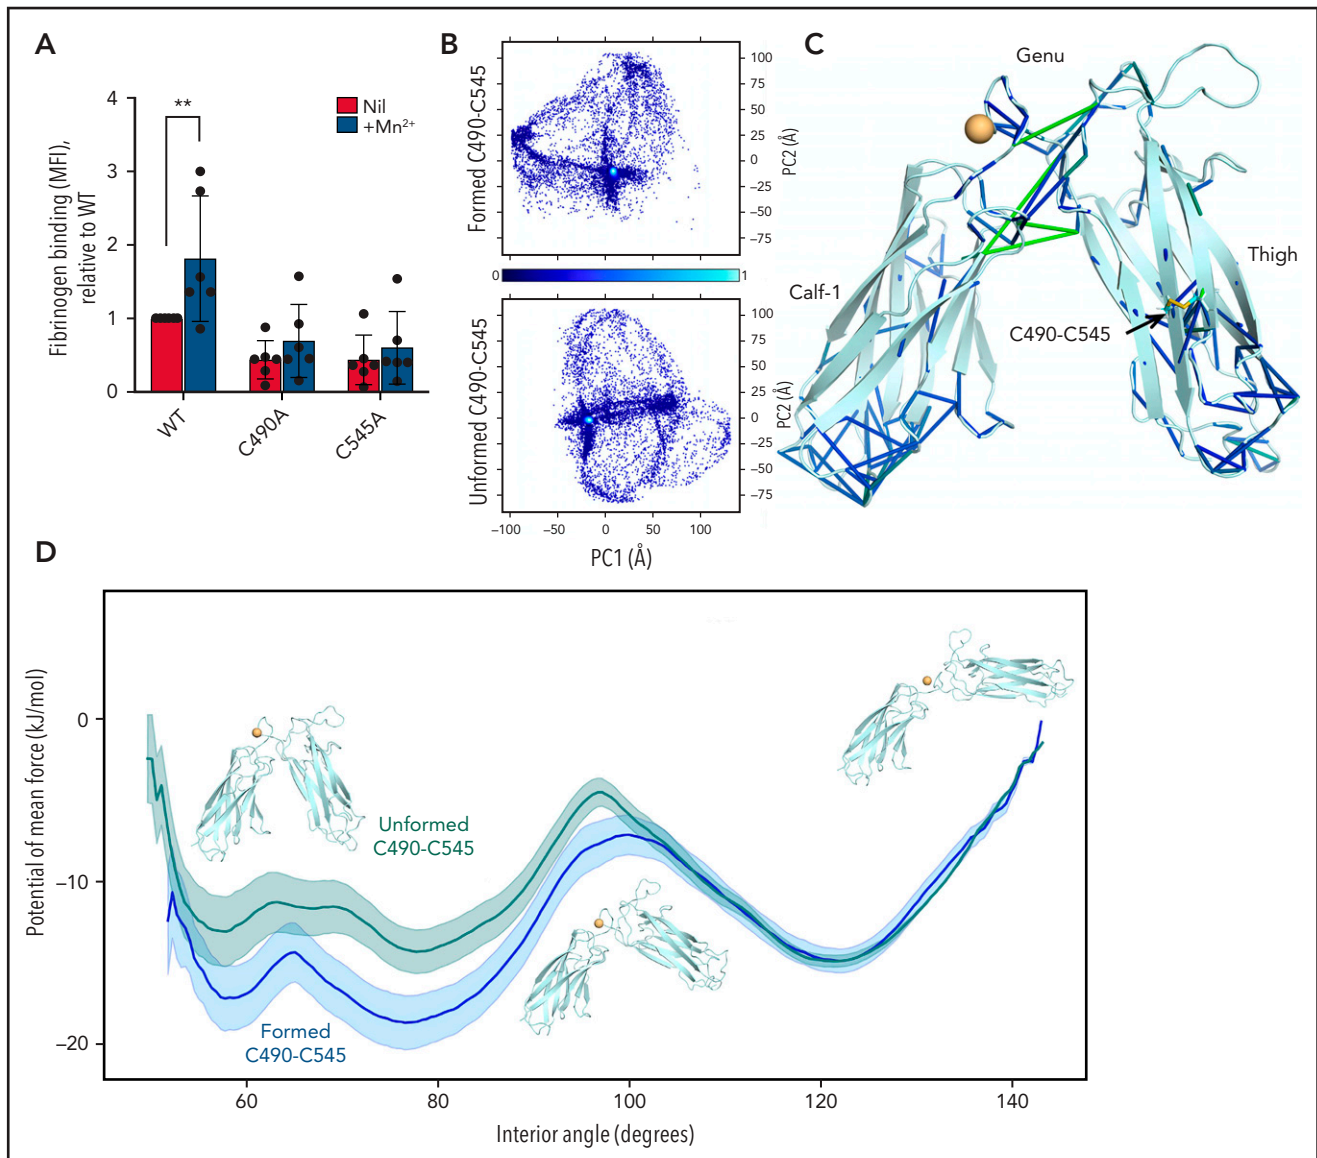 A
Fibrinogen binding (MFI),
relative to WT
4
3
2
1
0
**
Nil
+Mn²⁺
WT
C490A
C545A
B
Formed C490-C545
PC2 (Å)
100
75
50
25
0
−25
−50
−75
0
1
Unformed C490-C545
PC2 (Å)
100
75
50
25
0
−25
−50
−75
−100
−50
0
50
100
PC1 (Å)
C
Genu
Calf-1
Thigh
C490-C545
D
Potential of mean force (kJ/mol)
0
−10
−20
Unformed
C490-C545
Formed
C490-C545
60
80
100
120
140
Interior angle (degrees)